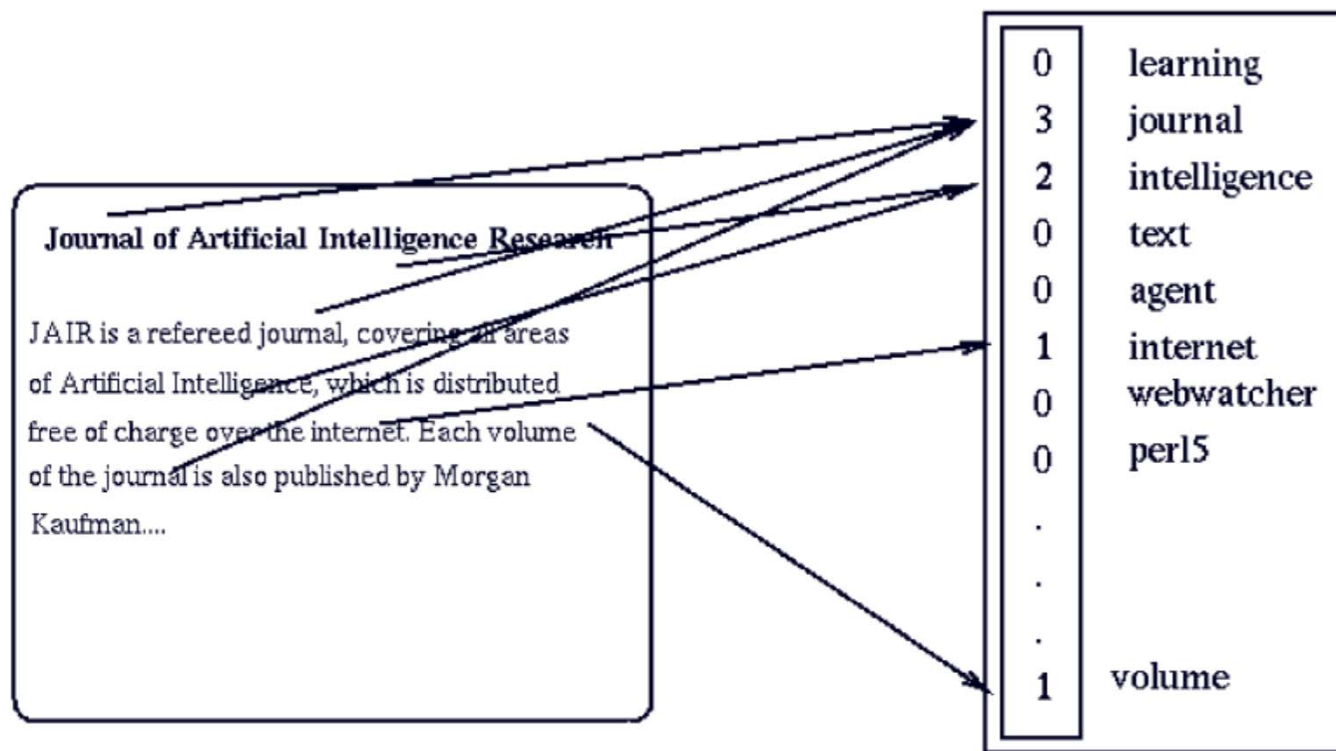 Journal of Artificial Intelligence Research
JAIR is a refereed journal, covering all areas
of Artificial Intelligence, which is distributed
free of charge over the internet. Each volume
of the journal is also published by Morgan
Kaufman....
0 learning
3 journal
2 intelligence
0 text
0 agent
1 internet
0 webwatcher
0 perl5
.
.
.
1 volume